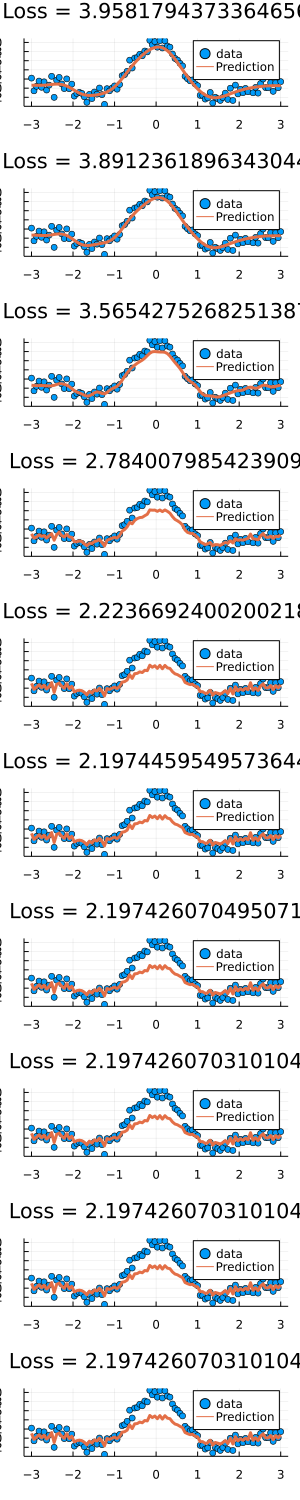 Loss = 3.958179437336465
data
Prediction
−3 −2 −1 0 1 2 3
Loss = 3.891236189634304
data
Prediction
−3 −2 −1 0 1 2 3
Loss = 3.565427526825138
data
Prediction
−3 −2 −1 0 1 2 3
Loss = 2.784007985423909
data
Prediction
−3 −2 −1 0 1 2 3
Loss = 2.223669240020021
data
Prediction
−3 −2 −1 0 1 2 3
Loss = 2.197445954957364
data
Prediction
−3 −2 −1 0 1 2 3
Loss = 2.197426070495071
data
Prediction
−3 −2 −1 0 1 2 3
Loss = 2.197426070310104
data
Prediction
−3 −2 −1 0 1 2 3
Loss = 2.197426070310104
data
Prediction
−3 −2 −1 0 1 2 3
Loss = 2.197426070310104
data
Prediction
−3 −2 −1 0 1 2 3